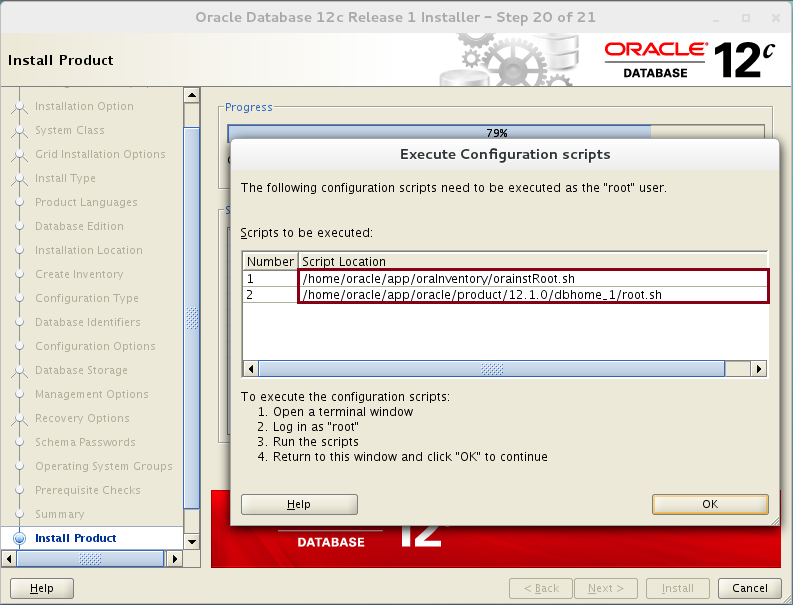 Oracle Database 12c Release 1 Installer - Step 20 of 21
Install Product
ORACLE®
DATABASE
12c
Installation Option
System Class
Grid Installation Options
Install Type
Product Languages
Database Edition
Installation Location
Create Inventory
Configuration Type
Database Identifiers
Configuration Options
Database Storage
Management Options
Recovery Options
Schema Passwords
Operating System Groups
Prerequisite Checks
Summary
Install Product
Progress
79%
Execute Configuration scripts
The following configuration scripts need to be executed as the "root" user.
Scripts to be executed:
Number Script Location
1 /home/oracle/app/oraInventory/orainstRoot.sh
2 /home/oracle/app/oracle/product/12.1.0/dbhome_1/root.sh
To execute the configuration scripts:
1. Open a terminal window
2. Log in as "root"
3. Run the scripts
4. Return to this window and click "OK" to continue
Help OK
DATABASE
Help < Back Next > Install Cancel